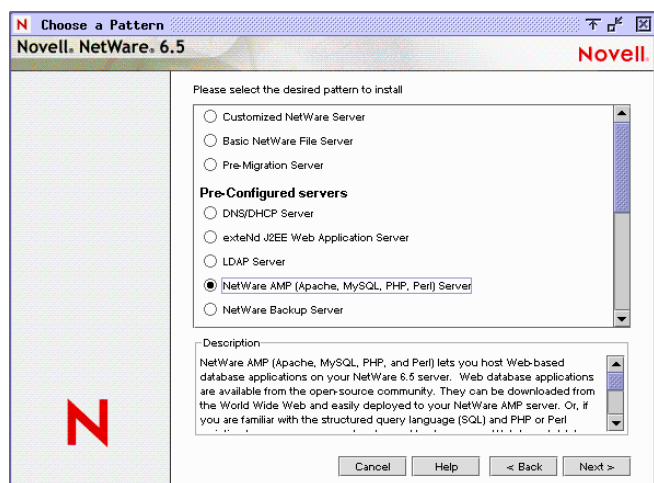 N Choose a Pattern
Novell. NetWare. 6.5
Novell.
Please select the desired pattern to install
Customized NetWare Server
Basic NetWare File Server
Pre-Migration Server
Pre-Configured servers
DNS/DHCP Server
exteNd J2EE Web Application Server
LDAP Server
NetWare AMP (Apache, MySQL, PHP, Perl) Server
NetWare Backup Server
Description
NetWare AMP (Apache, MySQL, PHP, and Perl) lets you host Web-based
database applications on your NetWare 6.5 server. Web database applications
are available from the open-source community. They can be downloaded from
the World Wide Web and easily deployed to your NetWare AMP server. Or, if
you are familiar with the structured query language (SQL) and PHP or Perl
N
Cancel Help < Back Next >